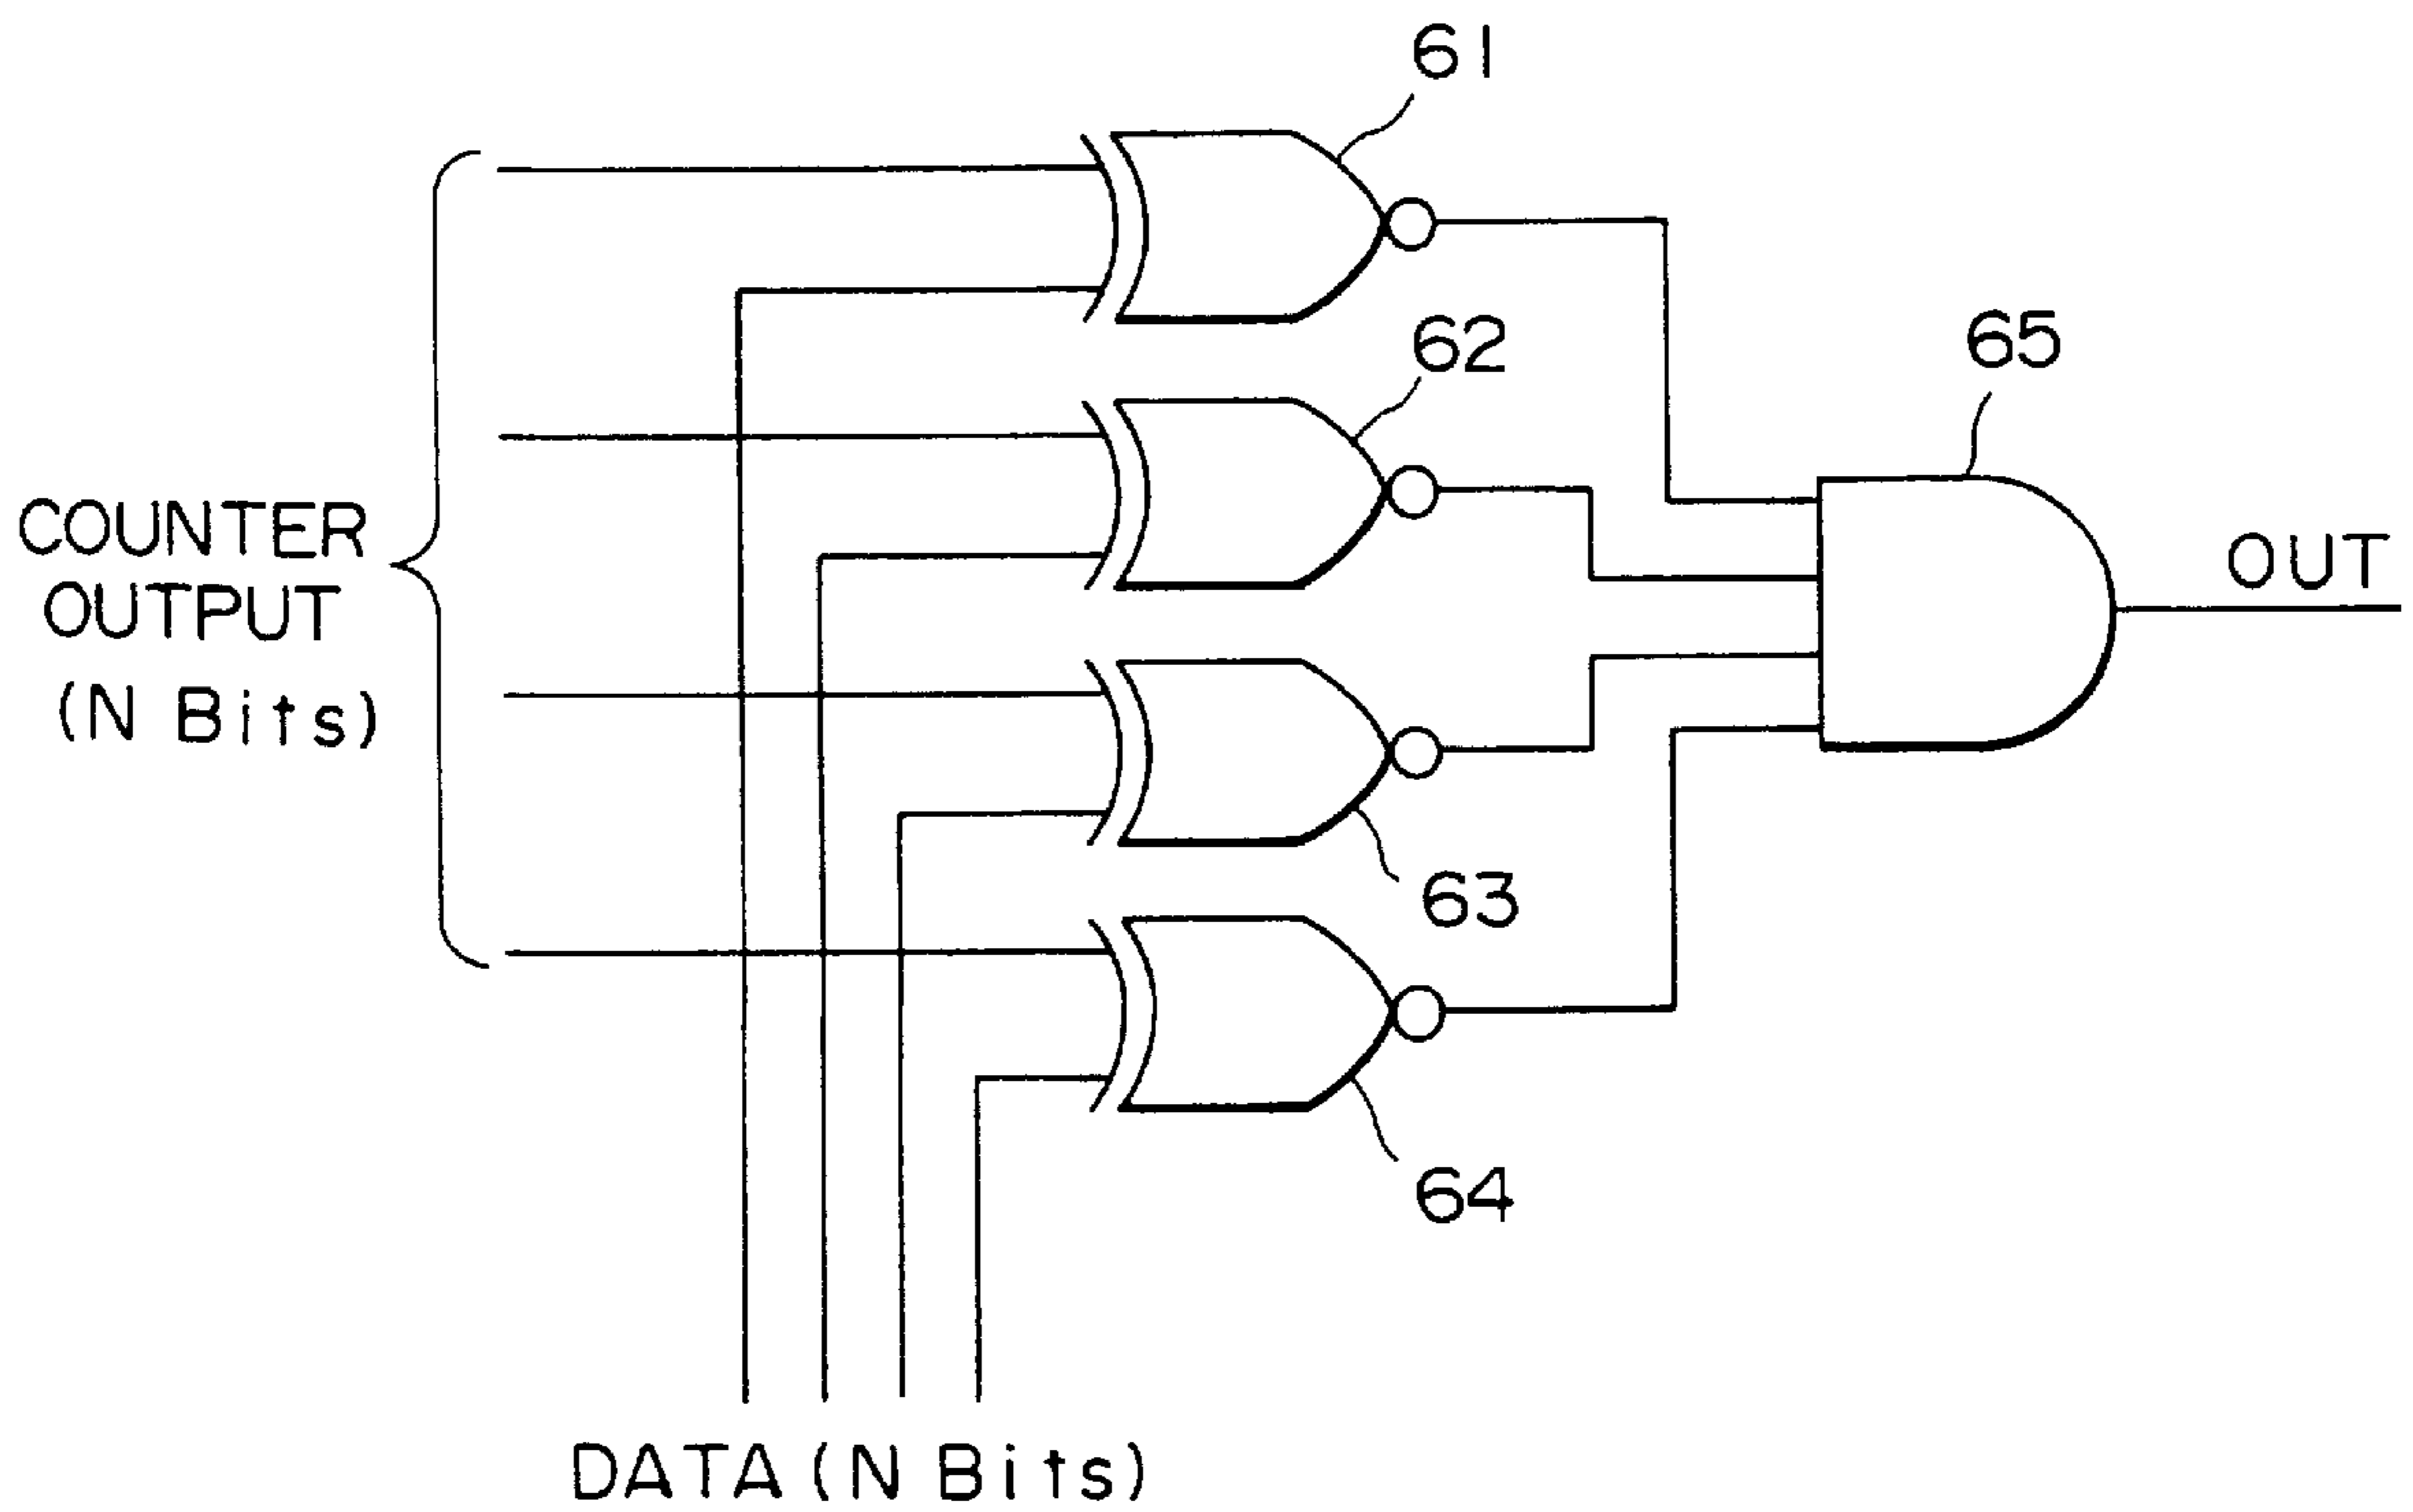 61
62
65
COUNTER
OUTPUT
(N Bits)
OUT
63
64
DATA (N Bits)